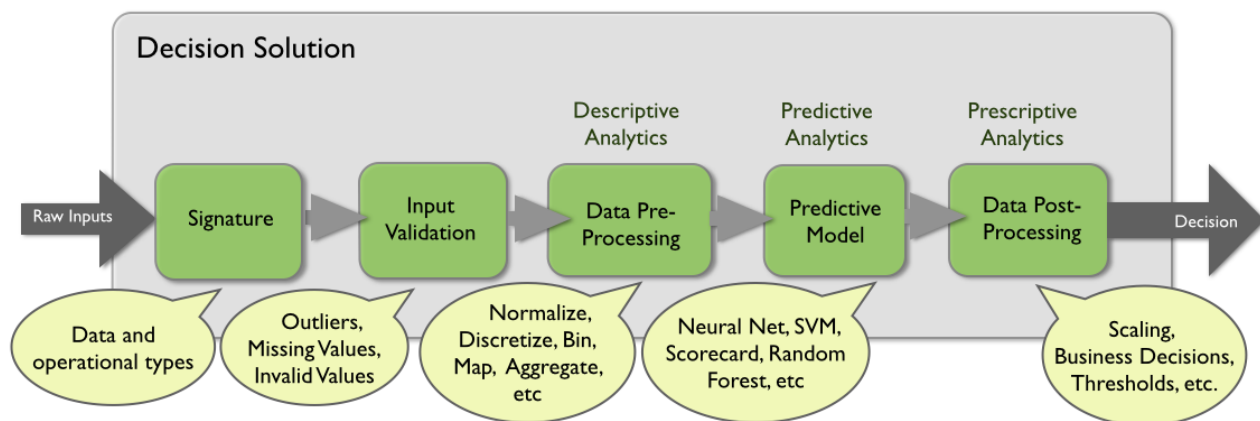 Decision Solution
Descriptive
Analytics
Predictive
Analytics
Prescriptive
Analytics
Raw Inputs
Signature
Input
Validation
Data Pre-
Processing
Predictive
Model
Data Post-
Processing
Decision
Data and
operational types
Outliers,
Missing Values,
Invalid Values
Normalize,
Discretize, Bin,
Map, Aggregate,
etc
Neural Net, SVM,
Scorecard, Random
Forest, etc
Scaling,
Business Decisions,
Thresholds, etc.